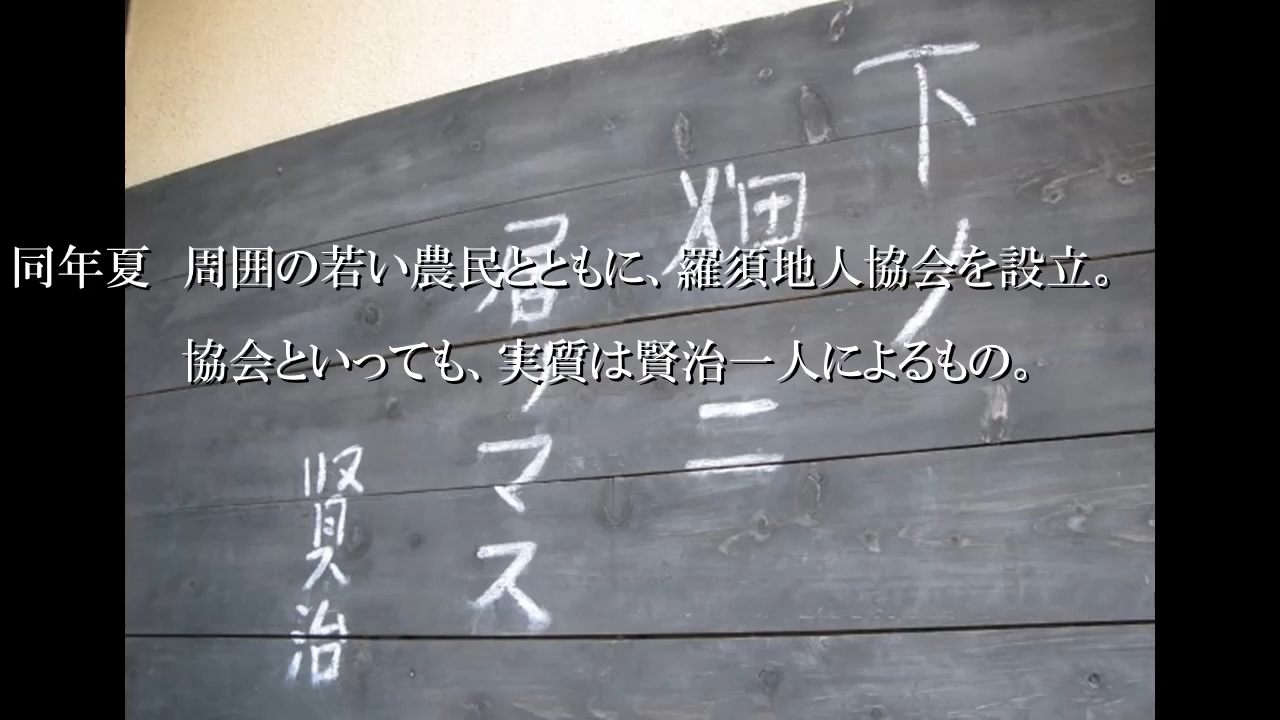 同年夏　周囲の若い農民とともに、羅須地人協会を設立。
協会といっても、実質は賢治一人によるもの。
下ノ
畑ニ
居リマス
賢治